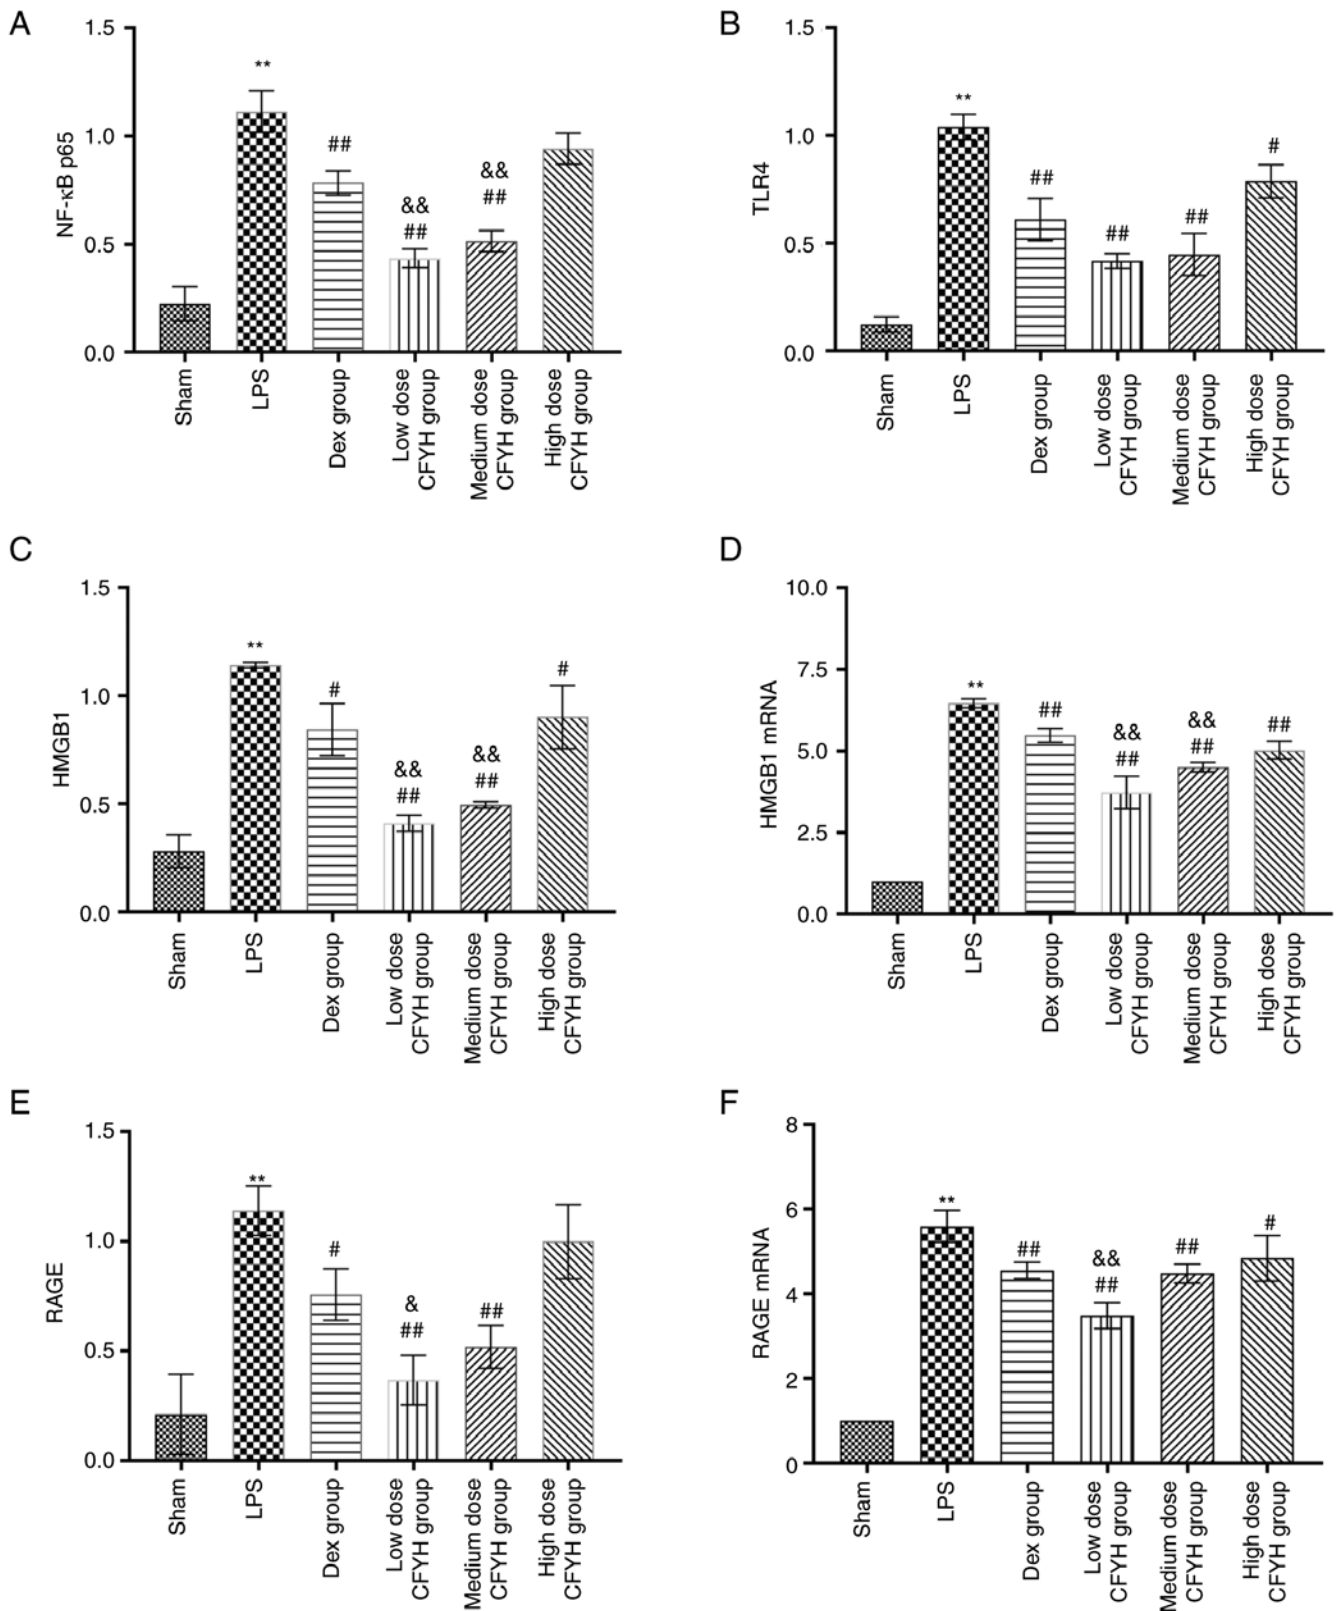 A
1.5
1.0
0.5
0.0
NF-κB p65
**
##
&&
##
&&
##
Sham
LPS
Dex group
Low dose
CFYH group
Medium dose
CFYH group
High dose
CFYH group
B
1.5
1.0
0.5
0.0
TLR4
**
##
##
##
#
Sham
LPS
Dex group
Low dose
CFYH group
Medium dose
CFYH group
High dose
CFYH group
C
1.5
1.0
0.5
0.0
HMGB1
**
#
&&
##
&&
##
#
Sham
LPS
Dex group
Low dose
CFYH group
Medium dose
CFYH group
High dose
CFYH group
D
10.0
7.5
5.0
2.5
0.0
HMGB1 mRNA
**
##
&&
##
&&
##
##
Sham
LPS
Dex group
Low dose
CFYH group
Medium dose
CFYH group
High dose
CFYH group
E
1.5
1.0
0.5
0.0
RAGE
**
#
&
##
##
Sham
LPS
Dex group
Low dose
CFYH group
Medium dose
CFYH group
High dose
CFYH group
F
8
6
4
2
0
RAGE mRNA
**
##
&&
##
##
#
Sham
LPS
Dex group
Low dose
CFYH group
Medium dose
CFYH group
High dose
CFYH group